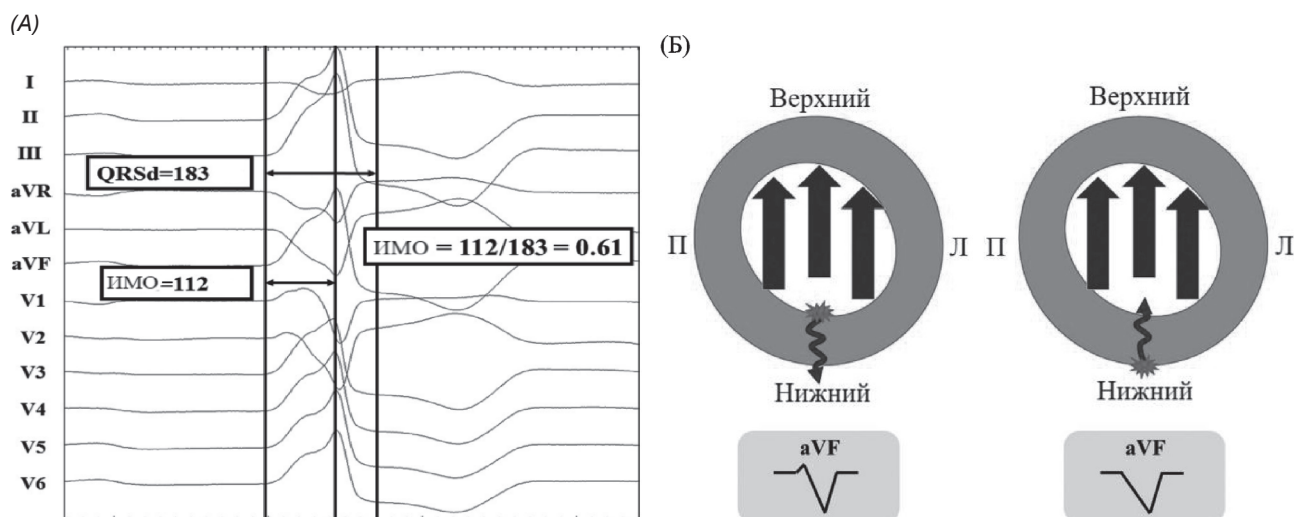 (А)
I
II
III
QRSd=183
aVR
aVL
ИМО = 112/183 = 0.61
aVF
ИМО=112
V1
V2
V3
V4
V5
V6
(Б)
Верхний
Верхний
П
Л
П
Л
Нижний
Нижний
aVF
aVF